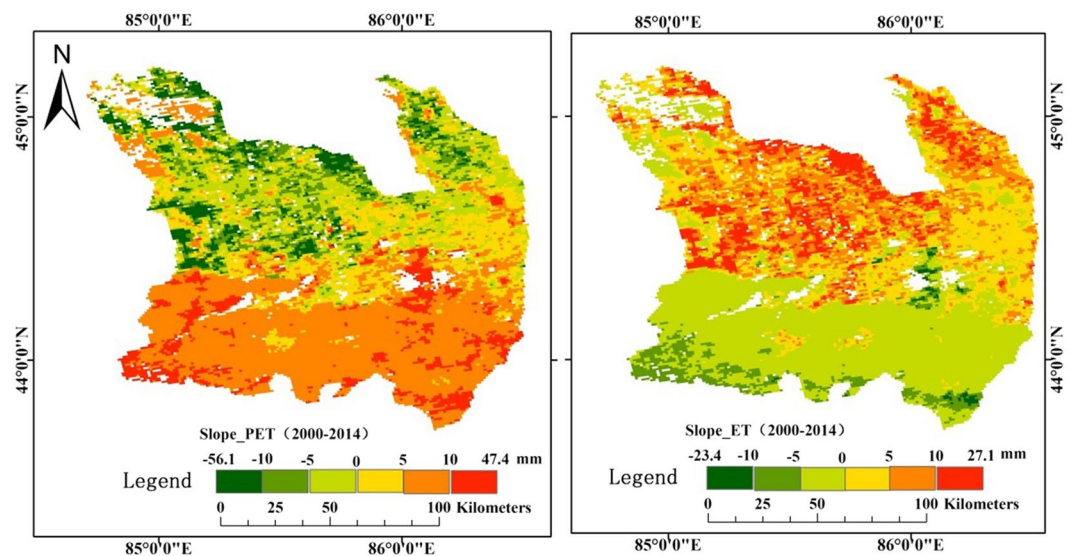 85°0'0"E 86°0'0"E
N
45°0'0"N
44°0'0"N
Slope_PET（2000-2014）
-56.1 -10 -5 0 5 10 47.4 mm
Legend
0 25 50 100 Kilometers
85°0'0"E 86°0'0"E
85°0'0"E 86°0'0"E
45°0'0"N
44°0'0"N
Slope_ET (2000-2014)
-23.4 -10 -5 0 5 10 27.1 mm
Legend
0 25 50 100 Kilometers
85°0'0"E 86°0'0"E